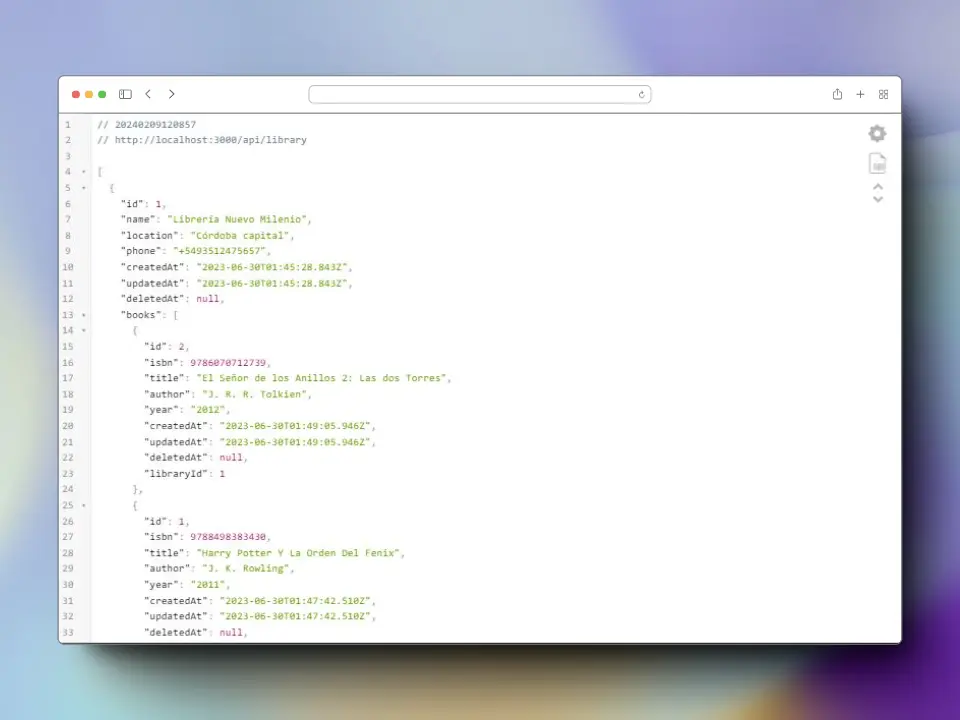 1 // 20240209120857
2 // http://localhost:3000/api/library
3
4 [
5 {
6 "id": 1,
7 "name": "Librería Nuevo Milenio",
8 "location": "Córdoba capital",
9 "phone": "+5493512475657",
10 "createdAt": "2023-06-30T01:45:28.843Z",
11 "updatedAt": "2023-06-30T01:45:28.843Z",
12 "deletedAt": null,
13 "books": [
14 {
15 "id": 2,
16 "isbn": 9786070712739,
17 "title": "El Señor de los Anillos 2: Las dos Torres",
18 "author": "J. R. R. Tolkien",
19 "year": "2012",
20 "createdAt": "2023-06-30T01:49:05.946Z",
21 "updatedAt": "2023-06-30T01:49:05.946Z",
22 "deletedAt": null,
23 "libraryId": 1
24 },
25 {
26 "id": 1,
27 "isbn": 9788498383430,
28 "title": "Harry Potter Y La Orden Del Fenix",
29 "author": "J. K. Rowling",
30 "year": "2011",
31 "createdAt": "2023-06-30T01:47:42.510Z",
32 "updatedAt": "2023-06-30T01:47:42.510Z",
33 "deletedAt": null,